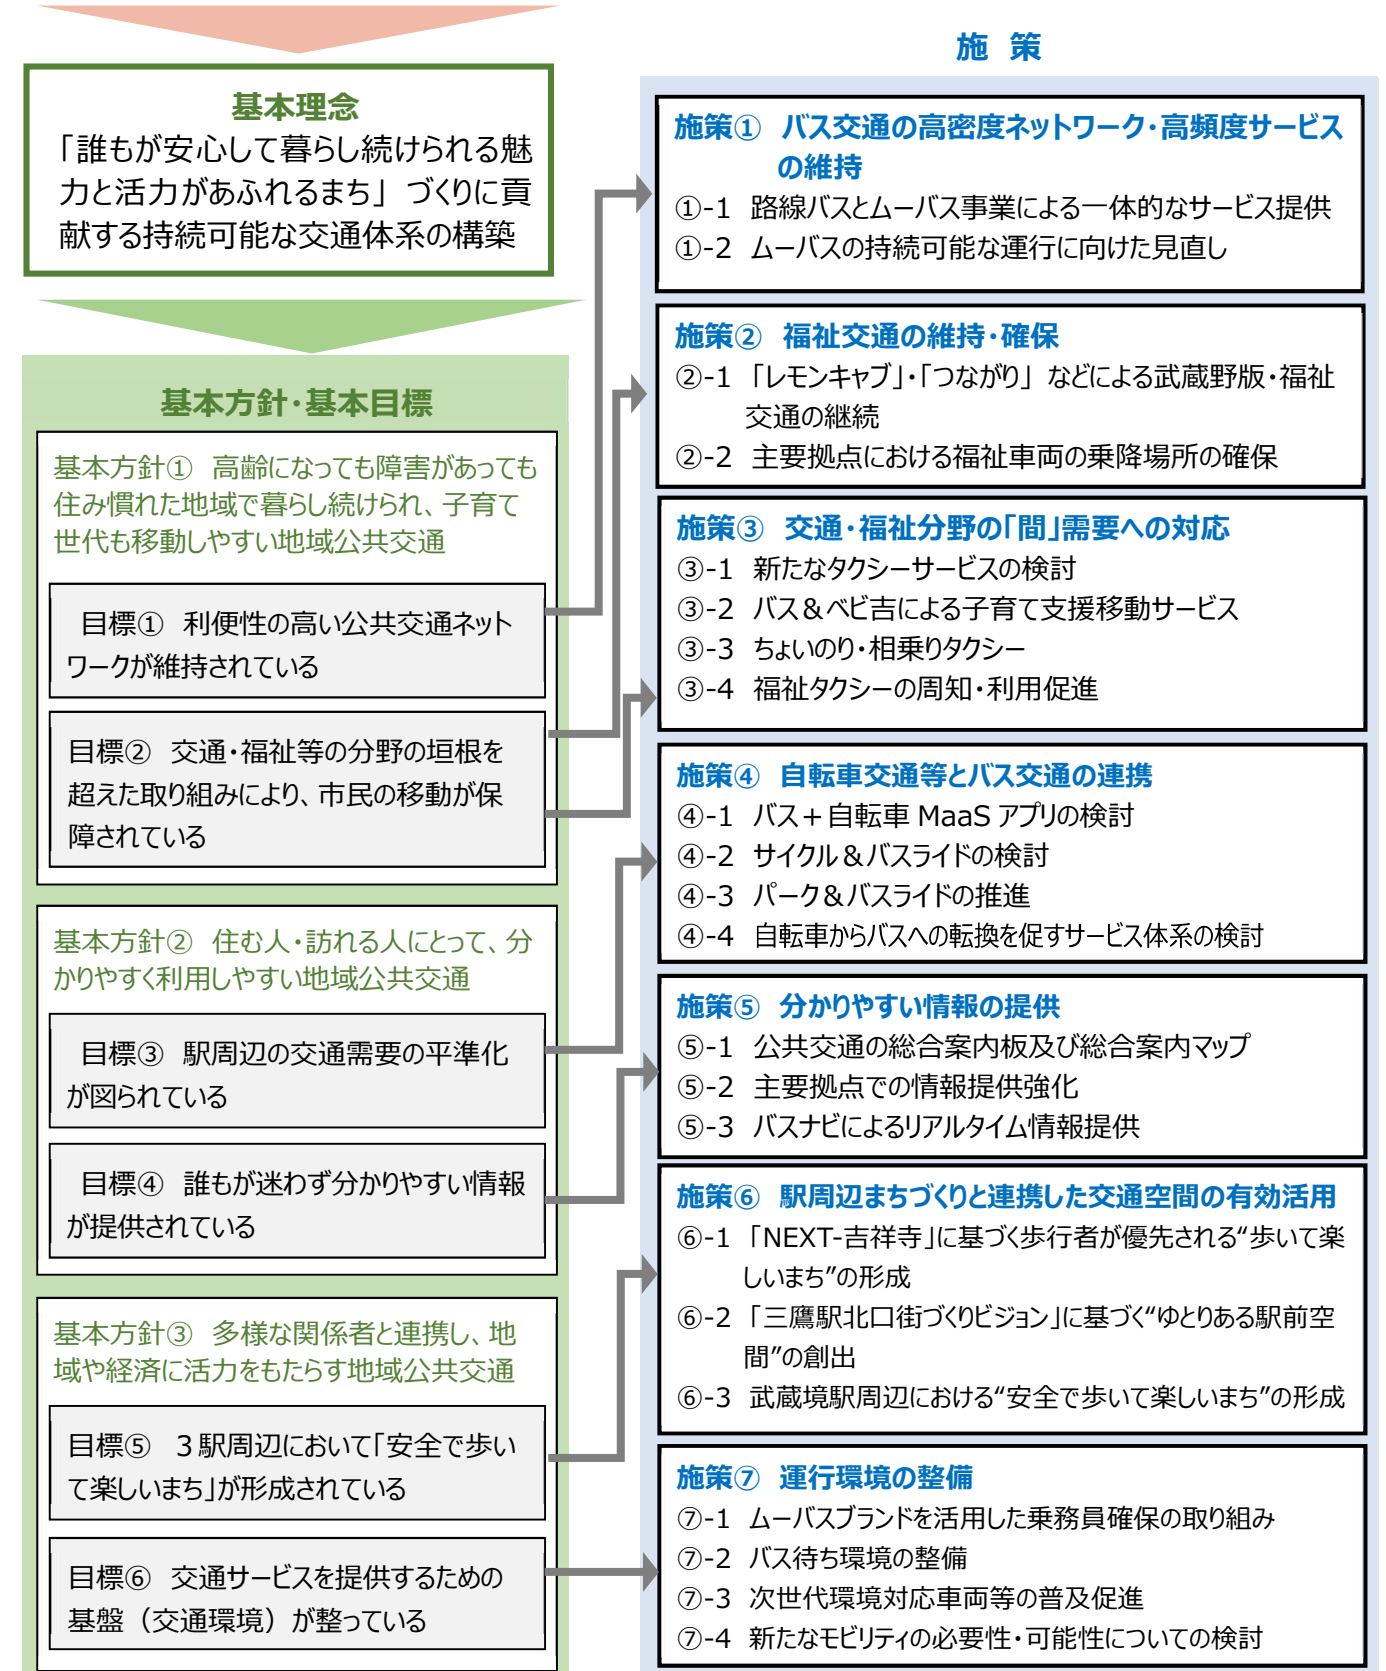 基本理念
「誰もが安心して暮らし続けられる魅
力と活力があふれるまち」づくりに貢
献する持続可能な交通体系の構築
基本方針・基本目標
基本方針① 高齢になっても障害があっても
住み慣れた地域で暮らし続けられ、子育て
世代も移動しやすい地域公共交通
目標① 利便性の高い公共交通ネット
ワークが維持されている
目標② 交通・福祉等の分野の垣根を
超えた取り組みにより、市民の移動が保
障されている
基本方針② 住む人・訪れる人にとって、分
かりやすく利用しやすい地域公共交通
目標③ 駅周辺の交通需要の平準化
が図られている
目標④ 誰もが迷わず分かりやすい情報
が提供されている
基本方針③ 多様な関係者と連携し、地
域や経済に活力をもたらす地域公共交通
目標⑤ 3駅周辺において「安全で歩い
て楽しいまち」が形成されている
目標⑥ 交通サービスを提供するための
基盤（交通環境）が整っている
施 策
施策① バス交通の高密度ネットワーク・高頻度サービス
の維持
①-1 路線バスとムーバス事業による一体的なサービス提供
①-2 ムーバスの持続可能な運行に向けた見直し
施策② 福祉交通の維持・確保
②-1 「レモンキャブ」・「つながり」などによる武蔵野版・福祉
交通の継続
②-2 主要拠点における福祉車両の乗降場所の確保
施策③ 交通・福祉分野の「間」需要への対応
③-1 新たなタクシーサービスの検討
③-2 バス＆ベビ吉による子育て支援移動サービス
③-3 ちょいのり・相乗りタクシー
③-4 福祉タクシーの周知・利用促進
施策④ 自転車交通等とバス交通の連携
④-1 バス＋自転車 MaaS アプリの検討
④-2 サイクル＆バスライドの検討
④-3 パーク＆バスライドの推進
④-4 自転車からバスへの転換を促すサービス体系の検討
施策⑤ 分かりやすい情報の提供
⑤-1 公共交通の総合案内板及び総合案内マップ
⑤-2 主要拠点での情報提供強化
⑤-3 バスナビによるリアルタイム情報提供
施策⑥ 駅周辺まちづくりと連携した交通空間の有効活用
⑥-1 「NEXT-吉祥寺」に基づく歩行者が優先される“歩いて楽
しいまち”の形成
⑥-2 「三鷹駅北口街づくりビジョン」に基づく“ゆとりある駅前空
間”の創出
⑥-3 武蔵境駅周辺における“安全で歩いて楽しいまち”の形成
施策⑦ 運行環境の整備
⑦-1 ムーバスブランドを活用した乗務員確保の取り組み
⑦-2 バス待ち環境の整備
⑦-3 次世代環境対応車両等の普及促進
⑦-4 新たなモビリティの必要性・可能性についての検討